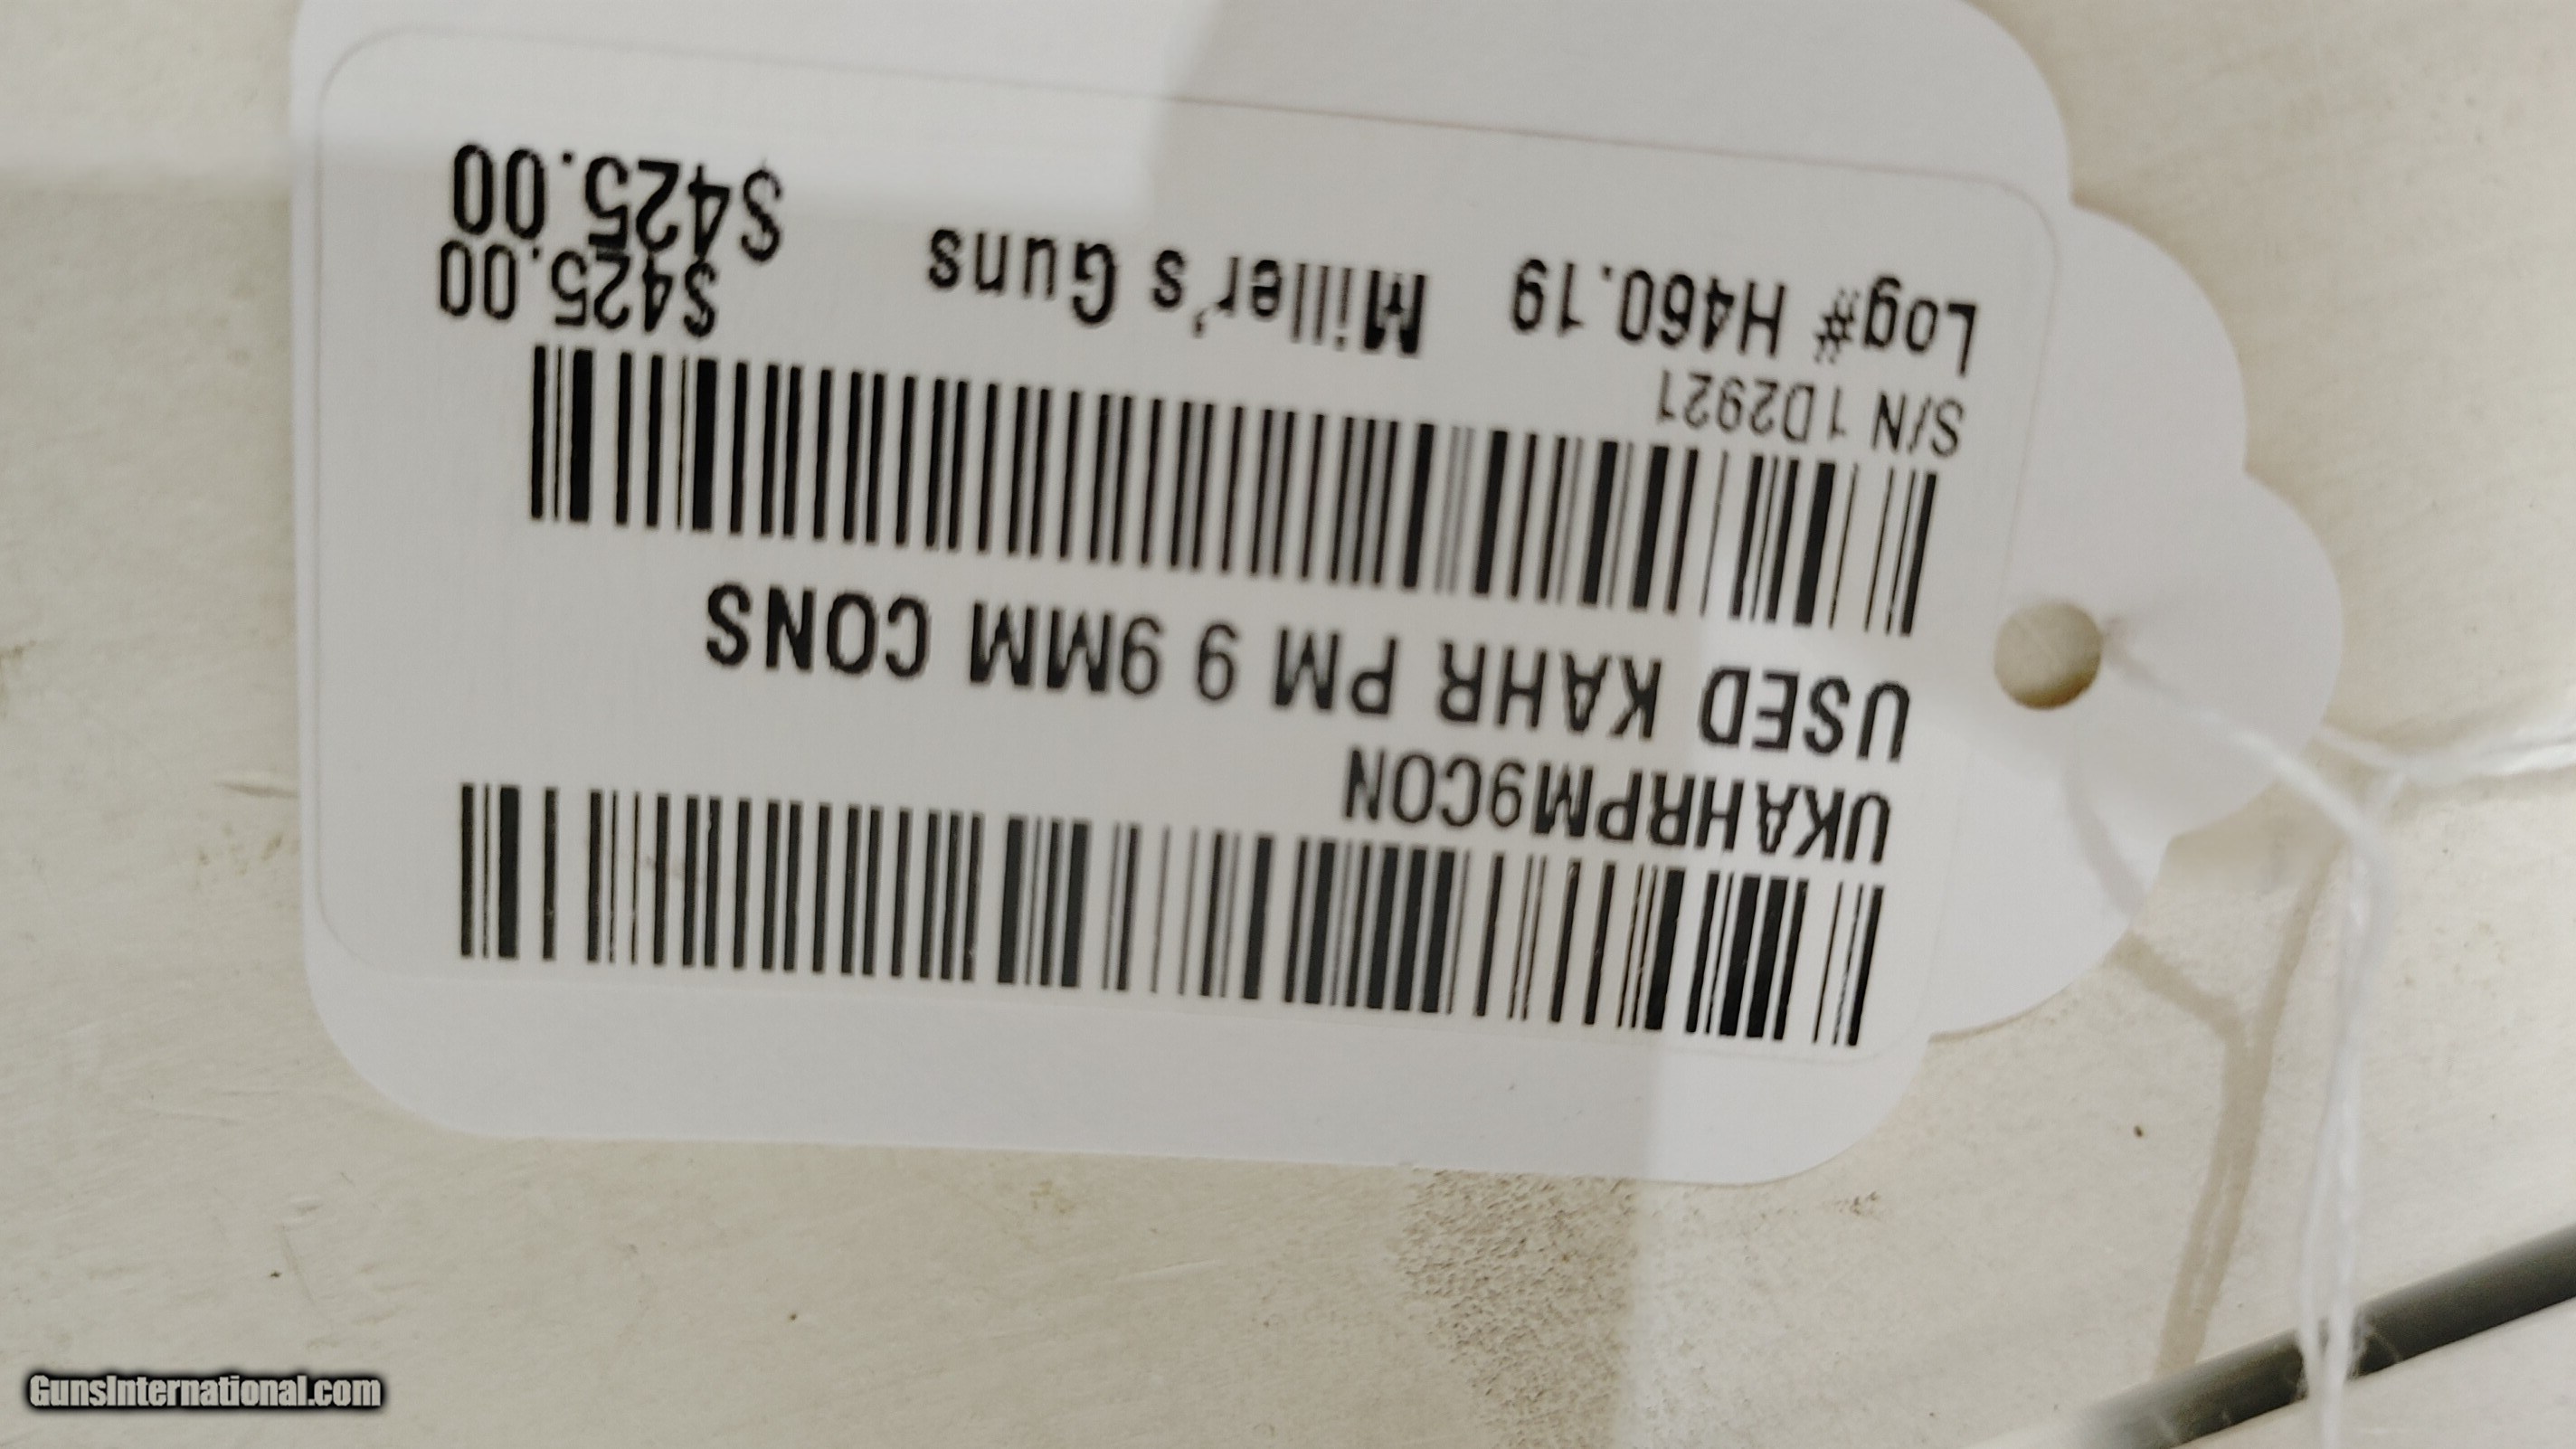 UKAHRPM9CON
USED KAHR PM 9 9MM CONS
S/N 1D2921 $425.00
Log# H460.19 Miller's Guns $425.00
GunsInternational.com